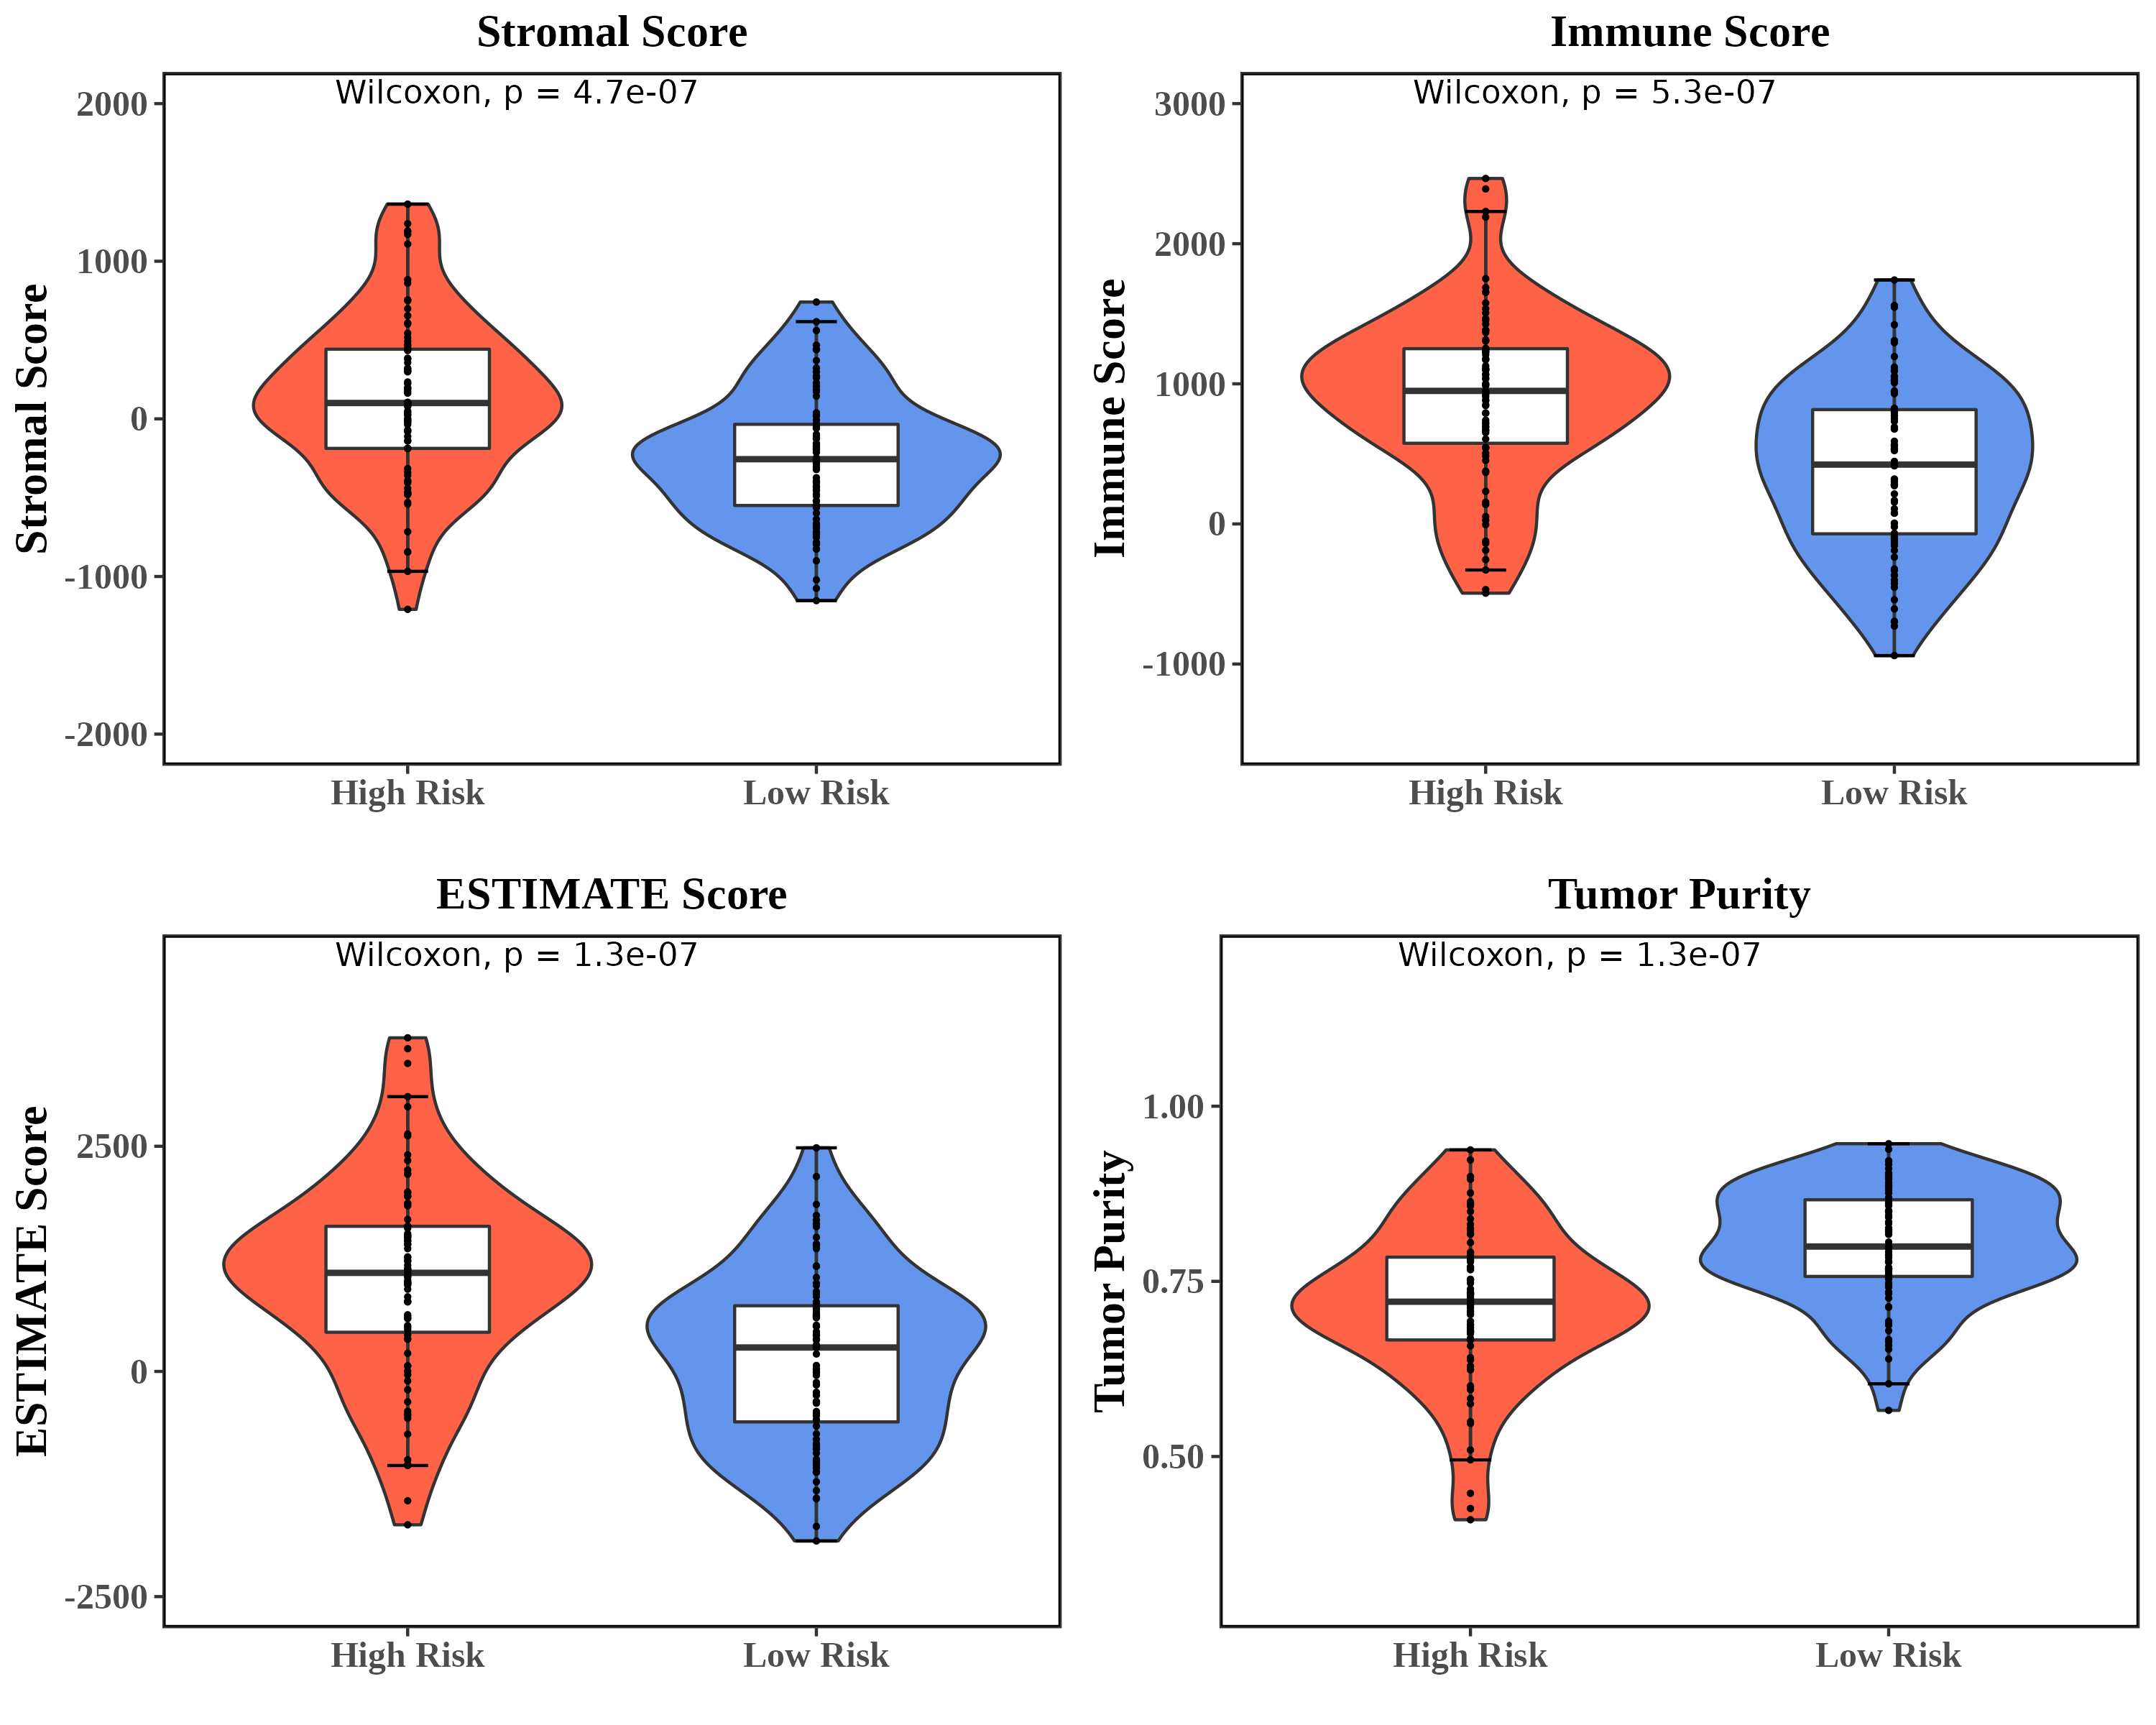 Stromal Score
Wilcoxon, p = 4.7e-07
Stromal Score
2000
1000
0
-1000
-2000
High Risk
Low Risk
Immune Score
Wilcoxon, p = 5.3e-07
Immune Score
3000
2000
1000
0
-1000
High Risk
Low Risk
ESTIMATE Score
Wilcoxon, p = 1.3e-07
ESTIMATE Score
2500
0
-2500
High Risk
Low Risk
Tumor Purity
Wilcoxon, p = 1.3e-07
Tumor Purity
1.00
0.75
0.50
High Risk
Low Risk